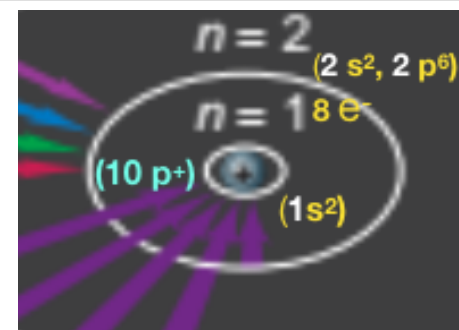 n = 2
(2 s², 2 p⁶)
n = 1 8 e⁻
(10 p⁺)
+
(1s²)